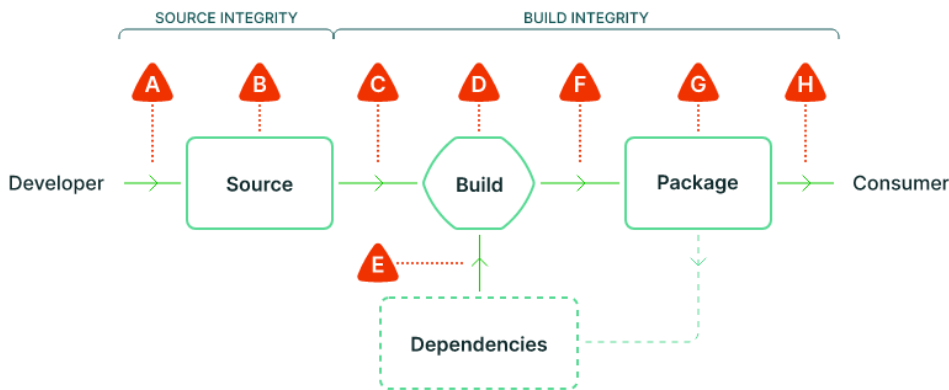 SOURCE INTEGRITY
BUILD INTEGRITY
A
B
C
D
F
G
H
Developer
Source
Build
Package
Consumer
E
Dependencies